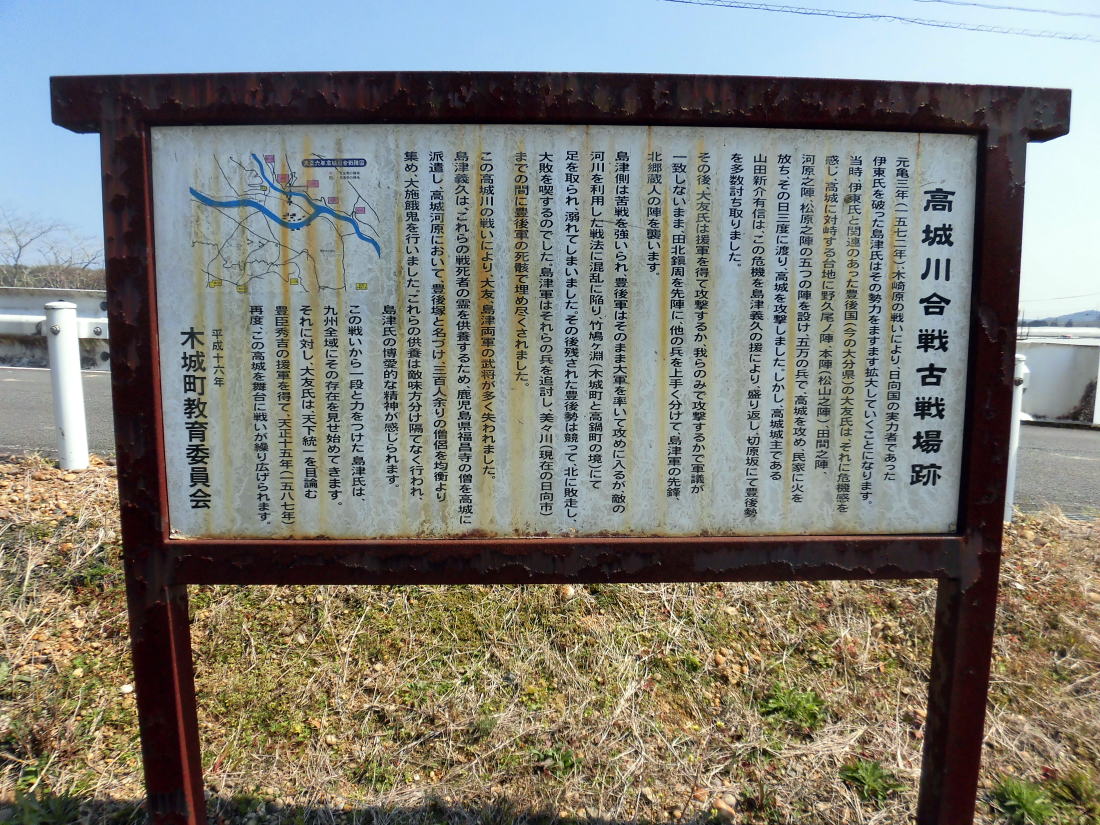 高城川合戦古戦場跡
元亀三年(一五七二年)・木崎原の戦いにより、日向国の実力者であった
伊東氏を破った島津氏はその勢力をますます拡大していくことになります。
当時、伊東氏と関連のあった豊後国(今の大分県)の大友氏は、それに危機感を
感じ、高城に対峙する台地に野久尾ノ陣、本陣(松山之陣)、田間之陣、
河原之陣、松原之陣の五つの陣を設け、五万の兵で、高城を攻め、民家に火を
放ち、その日三度に渡り、高城を攻撃しました。しかし、高城城主である
山田新介有信は、この危機を島津義久の援により、盛り返し、切原坂にて豊後勢
を多数討ち取りました。
その後、大友氏は援軍を得て攻撃するか、我らのみで攻撃するかで軍議が
一致しないまま、田北鎮周を先陣に、他の兵を上手く分けて、島津軍の先鋒、
北郷蔵人の陣を襲います。
島津側は苦戦を強いられ、豊後軍はそのまま大軍を率いて攻めに入るが、敵の
河川を利用した戦法に混乱に陥り、竹鳩ヶ淵(木城町と高鍋町の境)にて
足を取られ、溺れてしまいました。その後残された豊後勢は競って、北に敗走し、
大敗を喫するのでした。島津軍はそれらの兵を追討し、美々川(現在の日向市)
までの間に豊後軍の死骸で埋め尽くされました。
この高城川の戦いにより、大友、島津両軍の武将が多く失われました。
島津義久は、これらの戦死者の霊を供養するため、鹿児島県福昌寺の僧を高城に
派遣し、高城河原において、豊後塚と名づけ、三百人余りの僧侶を均衡より
集め、大施餓鬼を行いました。これらの供養は敵味方分け隔てなく行われ、
島津氏の博愛的な精神が感じられます。
この戦いから一段と力をつけた島津氏は、
九州全域にその存在を見せ始めてきます。
それに対し、大友氏は天下統一を目論む
豊臣秀吉の援軍を得て、天正十五年(一五八七年)
再度、この高城を舞台に戦いが繰り広げられます。
平成十六年
木城町教育委員会